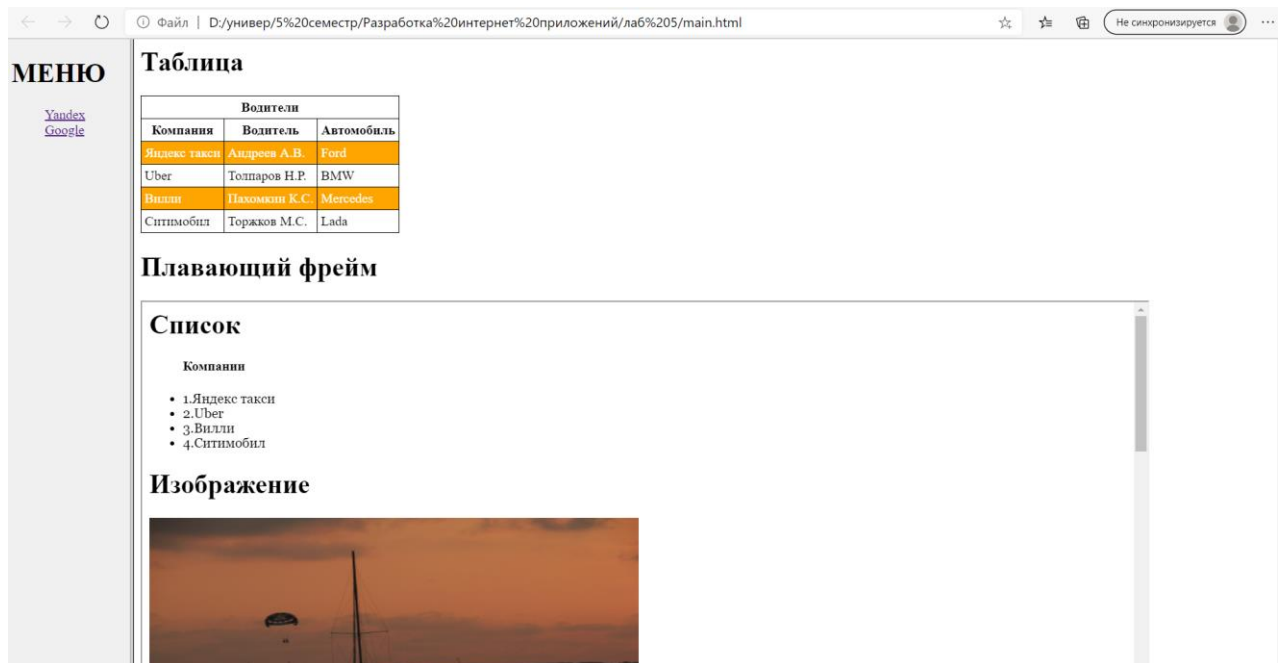 Файл | D:/универ/5%20семестр/Разработка%20интернет%20приложений/лаб%205/main.html
Не синхронизируется
МЕНЮ
Yandex
Google
Таблица
Водители
Компания Водитель Автомобиль
Яндекс такси Андреев А.В. Ford
Uber Толпаров Н.Р. BMW
Вилли Пахомкин К.С. Mercedes
Ситимобил Торжков М.С. Lada
Плавающий фрейм
Список
Компании
• 1.Яндекс такси
• 2.Uber
• 3.Вилли
• 4.Ситимобил
Изображение